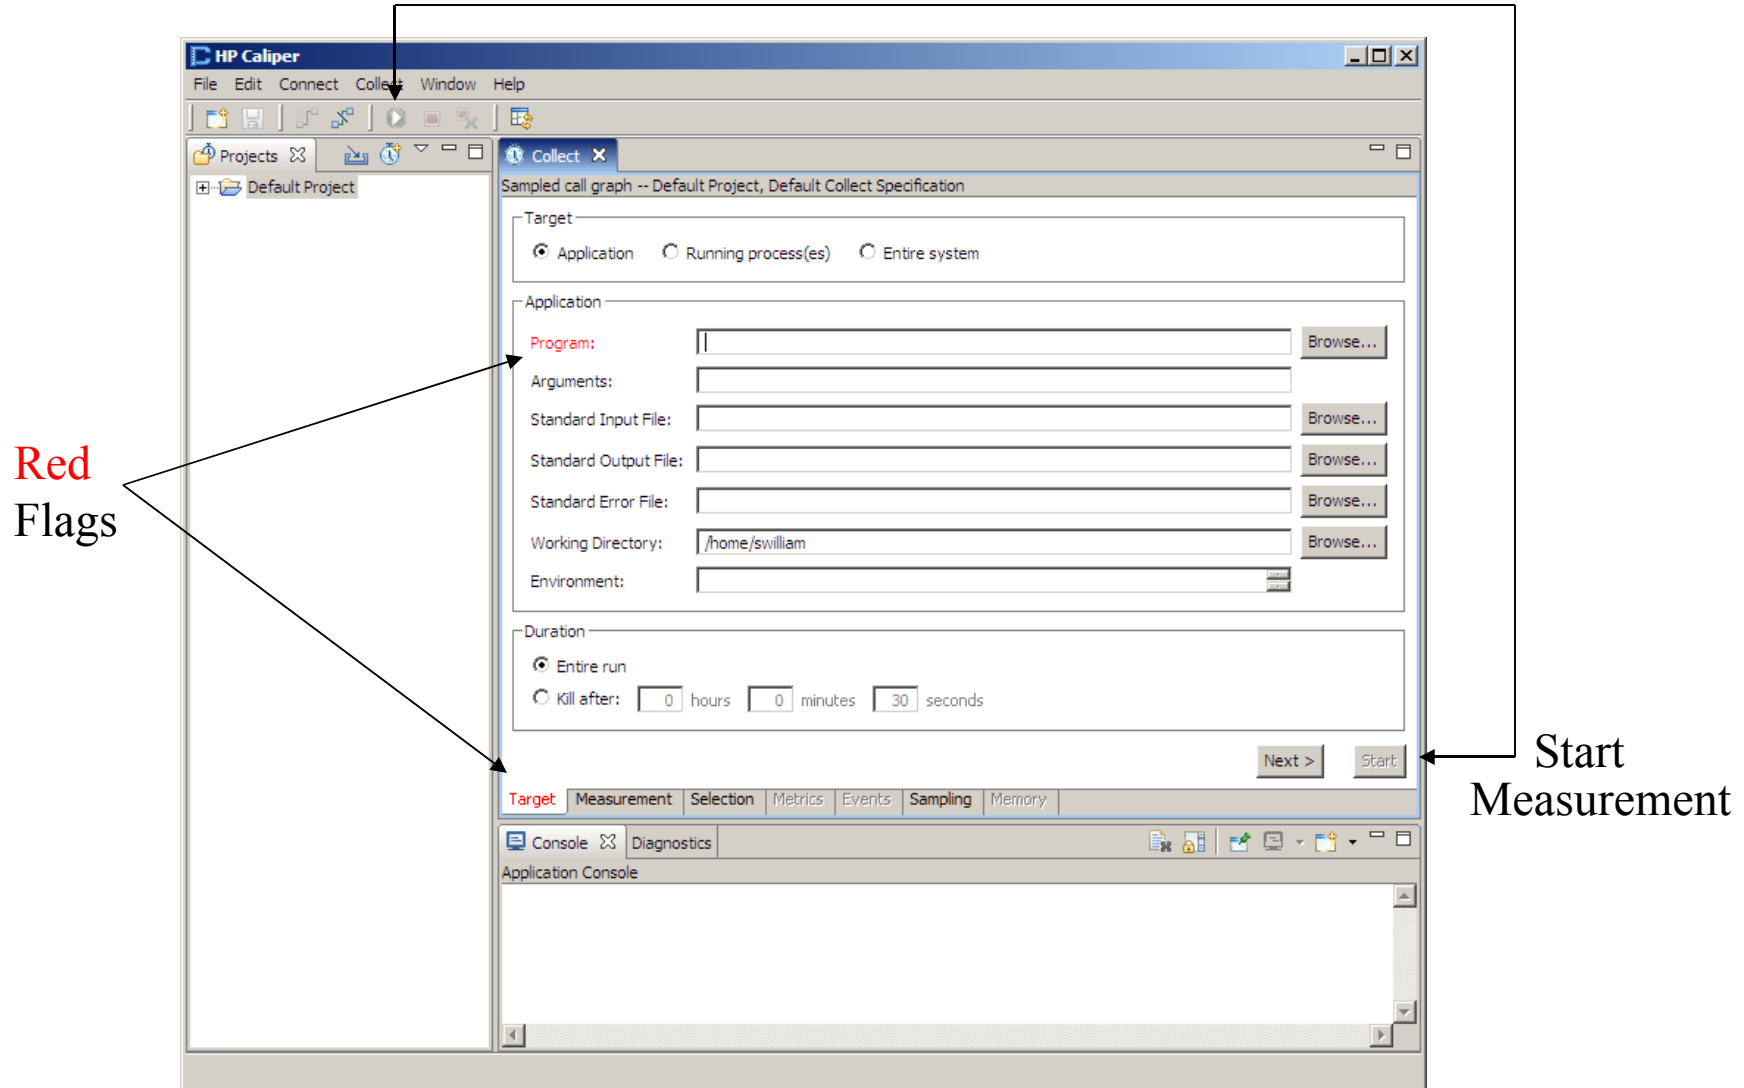 HP Caliper
File Edit Connect Collect Window Help
Projects
Collect
Default Project
Sampled call graph -- Default Project, Default Collect Specification
Target
Application Running process(es) Entire system
Application
Program: Browse...
Arguments:
Standard Input File: Browse...
Standard Output File: Browse...
Standard Error File: Browse...
Working Directory: /home/swilliam Browse...
Environment:
Duration
Entire run
Kill after: 0 hours 0 minutes 30 seconds
Next > Start
Target Measurement Selection Metrics Events Sampling Memory
Console Diagnostics
Application Console
Red
Flags
Start
Measurement